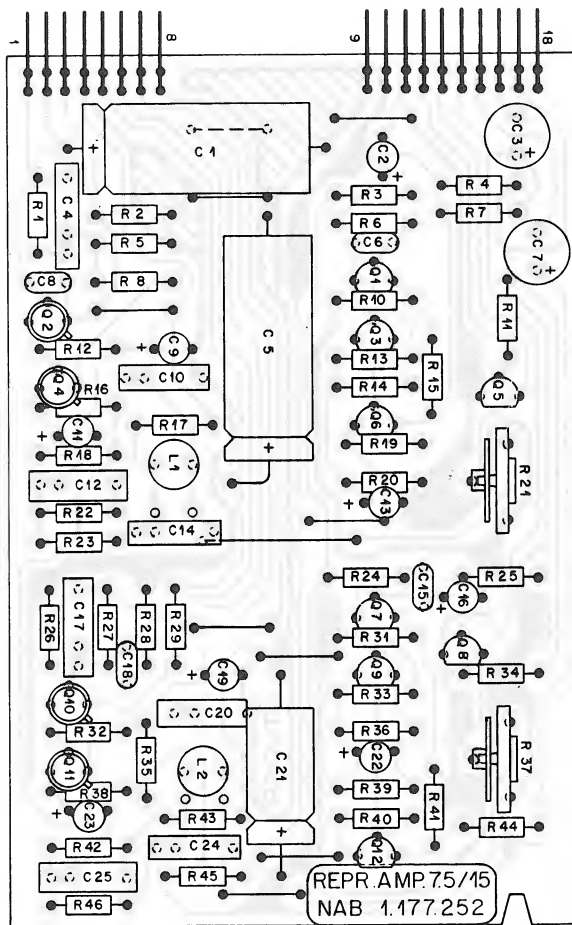 1 8 9 18
C1 C2 C3
R1 C4 R2 R3 R4
R5 R6 R7
C6 C7
C8 R8 Q1
Q2 R10 R11
R12 C9 C5 Q3
C10 R13 R15
Q4 R16 R14 Q5
C11 R17 Q6
R18 L1 R19
C12 R20 R21
R22 C14 C13
R23
R24 C15 R25
R26 C17 R27 R28 R29 C16
Q7 R31
C18 Q8
C19 Q9 R34
Q10 R33
R32 C20 R36
R35 C21 C22 R37
Q11 L2
R38 R39
C23 R43 R40 R41 R44
R42 C24 Q12
C25 R45
R46
REPR. AMP. 7.5/15
NAB 1.177.252